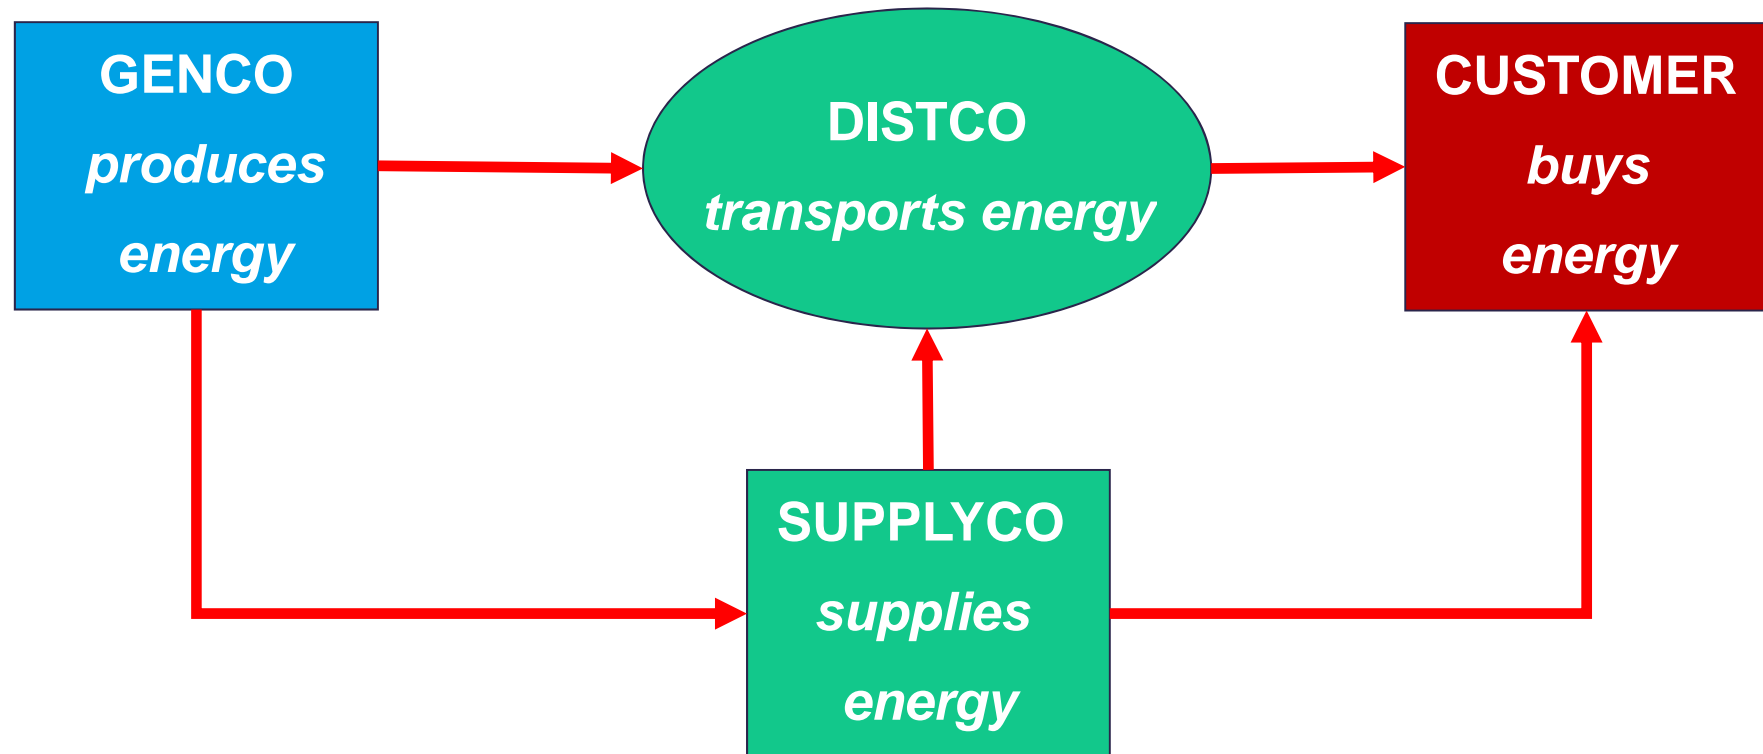 GENCO
produces
energy
DISTCO
transports energy
CUSTOMER
buys
energy
SUPPLYCO
supplies
energy